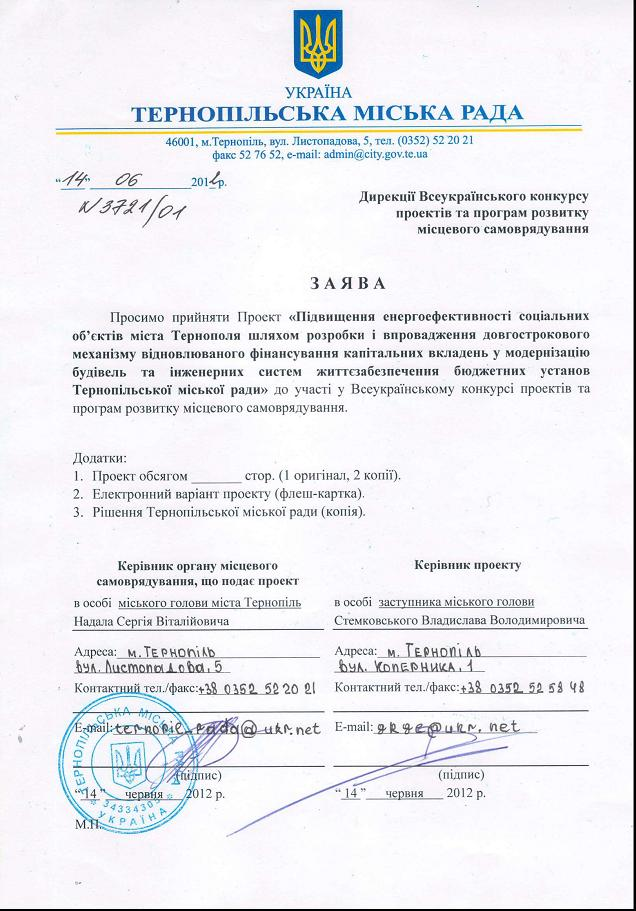 УКРАЇНА
ТЕРНОПІЛЬСЬКА МІСЬКА РАДА
46001, м.Тернопіль, вул. Листопадова, 5, тел. (0352) 52 20 21
факс 52 76 52, e-mail: admin@city.gov.te.ua
“14” 06 2012р.
N 3721/01
Дирекції Всеукраїнського конкурсу
проектів та програм розвитку
місцевого самоврядування
ЗАЯВА
Просимо прийняти Проект «Підвищення енергоефективності соціальних
об’єктів міста Тернополя шляхом розробки і впровадження довгострокового
механізму відновлюваного фінансування капітальних вкладень у модернізацію
будівель та інженерних систем життєзабезпечення бюджетних установ
Тернопільської міської ради» до участі у Всеукраїнському конкурсі проектів та
програм розвитку місцевого самоврядування.
Додатки:
1. Проект обсягом _______ стор. (1 оригінал, 2 копії).
2. Електронний варіант проекту (флеш-картка).
3. Рішення Тернопільської міської ради (копія).
Керівник органу місцевого
самоврядування, що подає проект
в особі міського голови міста Тернопіль
Надала Сергія Віталійовича
Адреса: м. Тернопіль
вул. Листопадова, 5
Контактний тел./факс: +38 0352 52 20 21
E-mail: ternopil_rada@ukr.net
(підпис)
“ 14 ” червня 2012 р.
М.П.
ТЕРНОПІЛЬСЬКА МІСЬКА РАДА
34334305
УКРАЇНА
Керівник проекту
в особі заступника міського голови
Стемковського Владислава Володимировича
Адреса: м. Тернопіль
вул. Коперника, 1
Контактний тел./факс: +38 0352 52 58 48
E-mail: @ukr.net
(підпис)
“ 14 ” червня 2012 р.